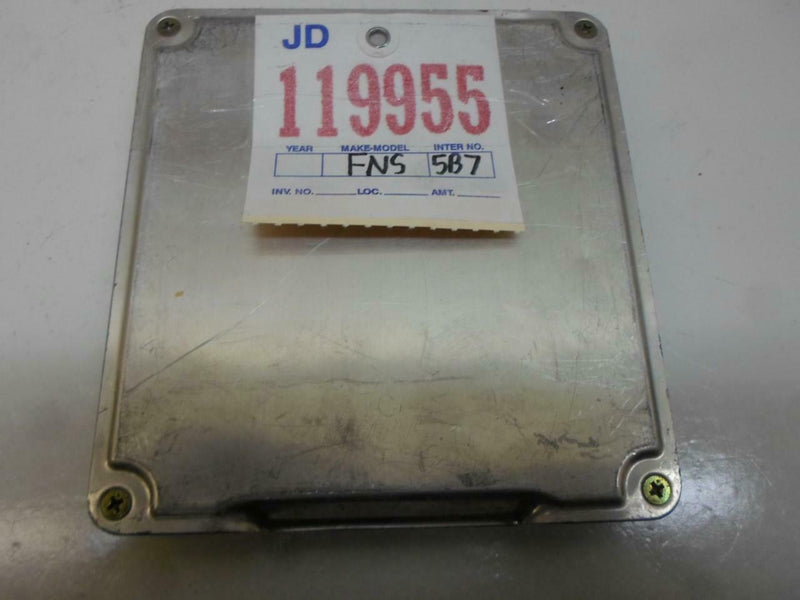 JD
119955
YEAR MAKE-MODEL INTER NO.
FNS 5B7
INV. NO. LOC. AMT.